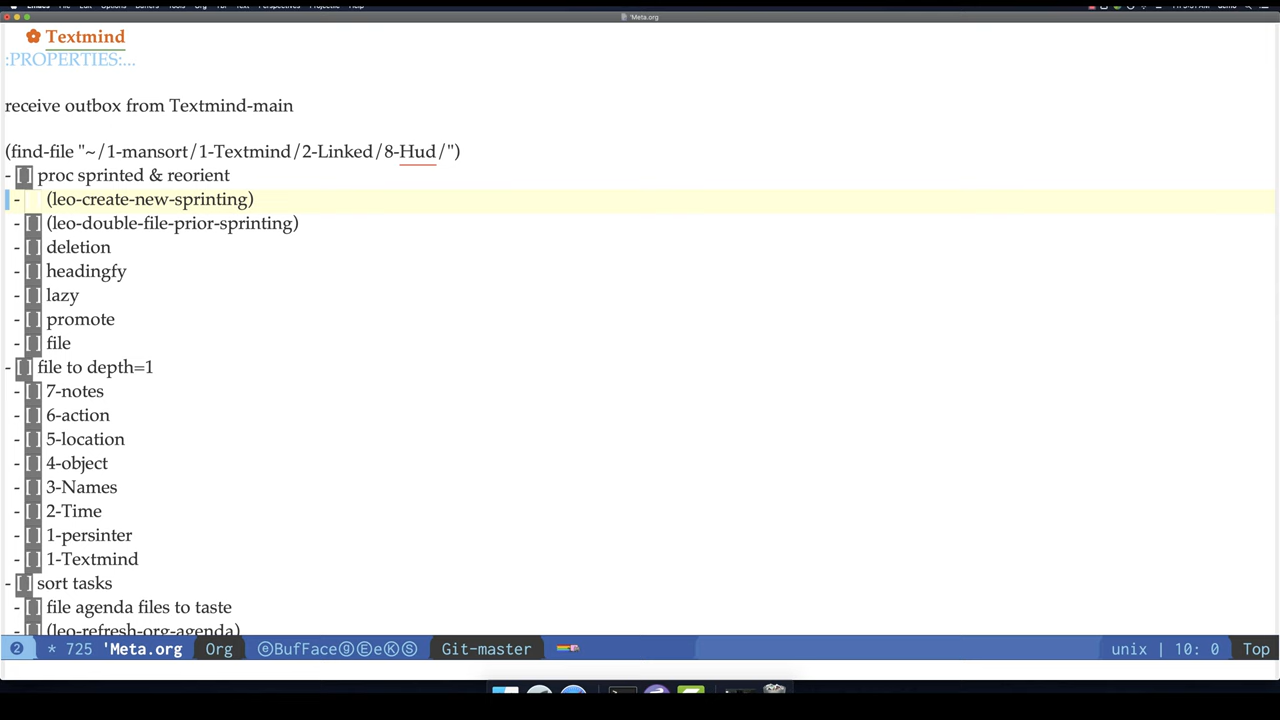 'Meta.org
Textmind
:PROPERTIES:...
receive outbox from Textmind-main
(find-file "~/1-mansort/1-Textmind/2-Linked/8-Hud/")
- [ ] proc sprinted & reorient
- [ ] (leo-create-new-sprinting)
- [ ] (leo-double-file-prior-sprinting)
- [ ] deletion
- [ ] headingfy
- [ ] lazy
- [ ] promote
- [ ] file
- [ ] file to depth=1
- [ ] 7-notes
- [ ] 6-action
- [ ] 5-location
- [ ] 4-object
- [ ] 3-Names
- [ ] 2-Time
- [ ] 1-persinter
- [ ] 1-Textmind
- [ ] sort tasks
- [ ] file agenda files to taste
- [ ] (leo-refresh-org-agenda)
2 * 725 'Meta.org Org ⓔBufFaceⓖⒺeⓀⓈ Git-master unix | 10: 0 Top